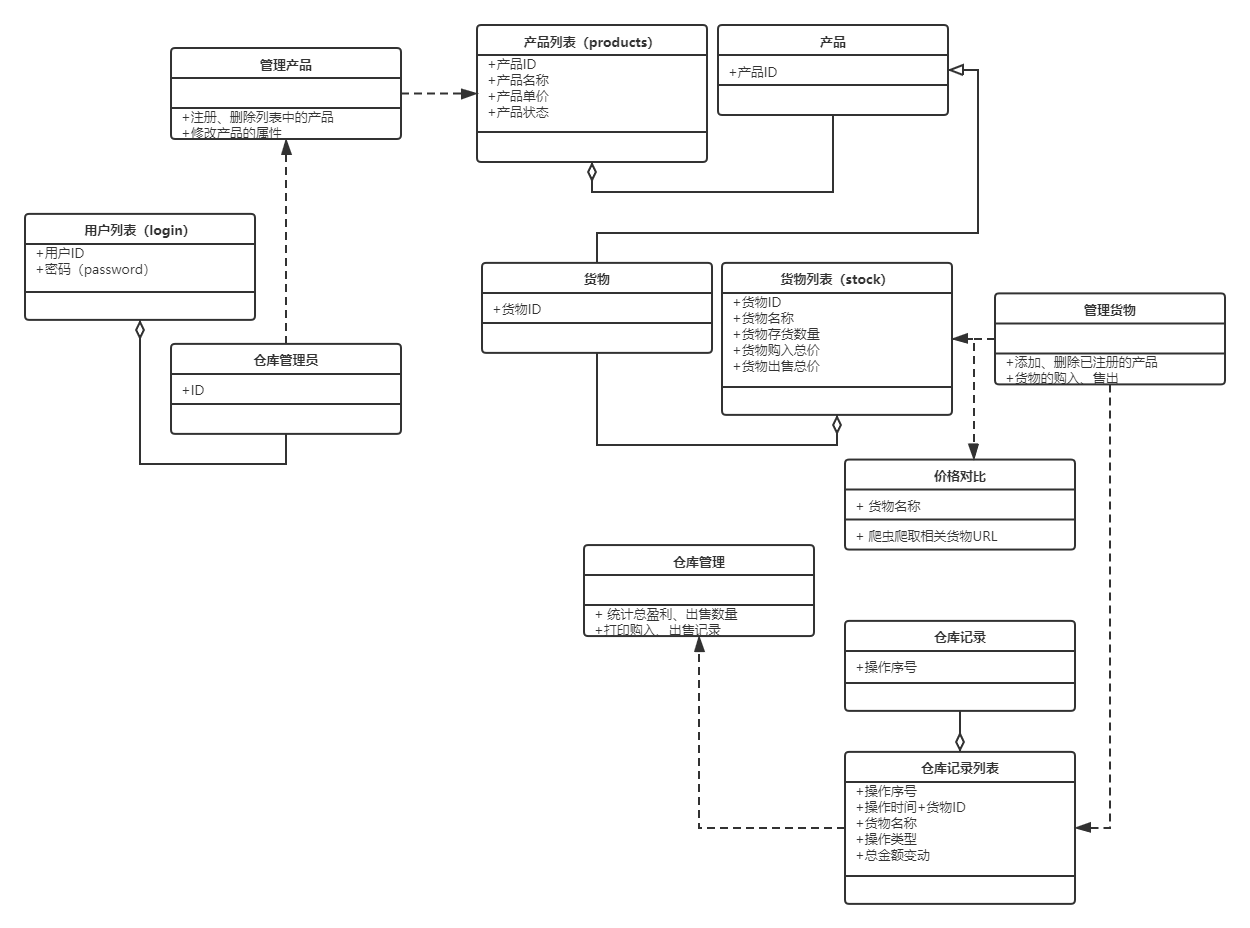 管理产品
+注册、删除列表中的产品
+修改产品的属性
产品列表（products）
+产品ID
+产品名称
+产品单价
+产品状态
产品
+产品ID
用户列表（login）
+用户ID
+密码（password）
仓库管理员
+ID
货物
+货物ID
货物列表（stock）
+货物ID
+货物名称
+货物存货数量
+货物购入总价
+货物出售总价
管理货物
+添加、删除已注册的产品
+货物的购入、售出
价格对比
+ 货物名称
+ 爬虫爬取相关货物URL
仓库管理
+ 统计总盈利、出售数量
+打印购入、出售记录
仓库记录
+操作序号
仓库记录列表
+操作序号
+操作时间+货物ID
+货物名称
+操作类型
+总金额变动